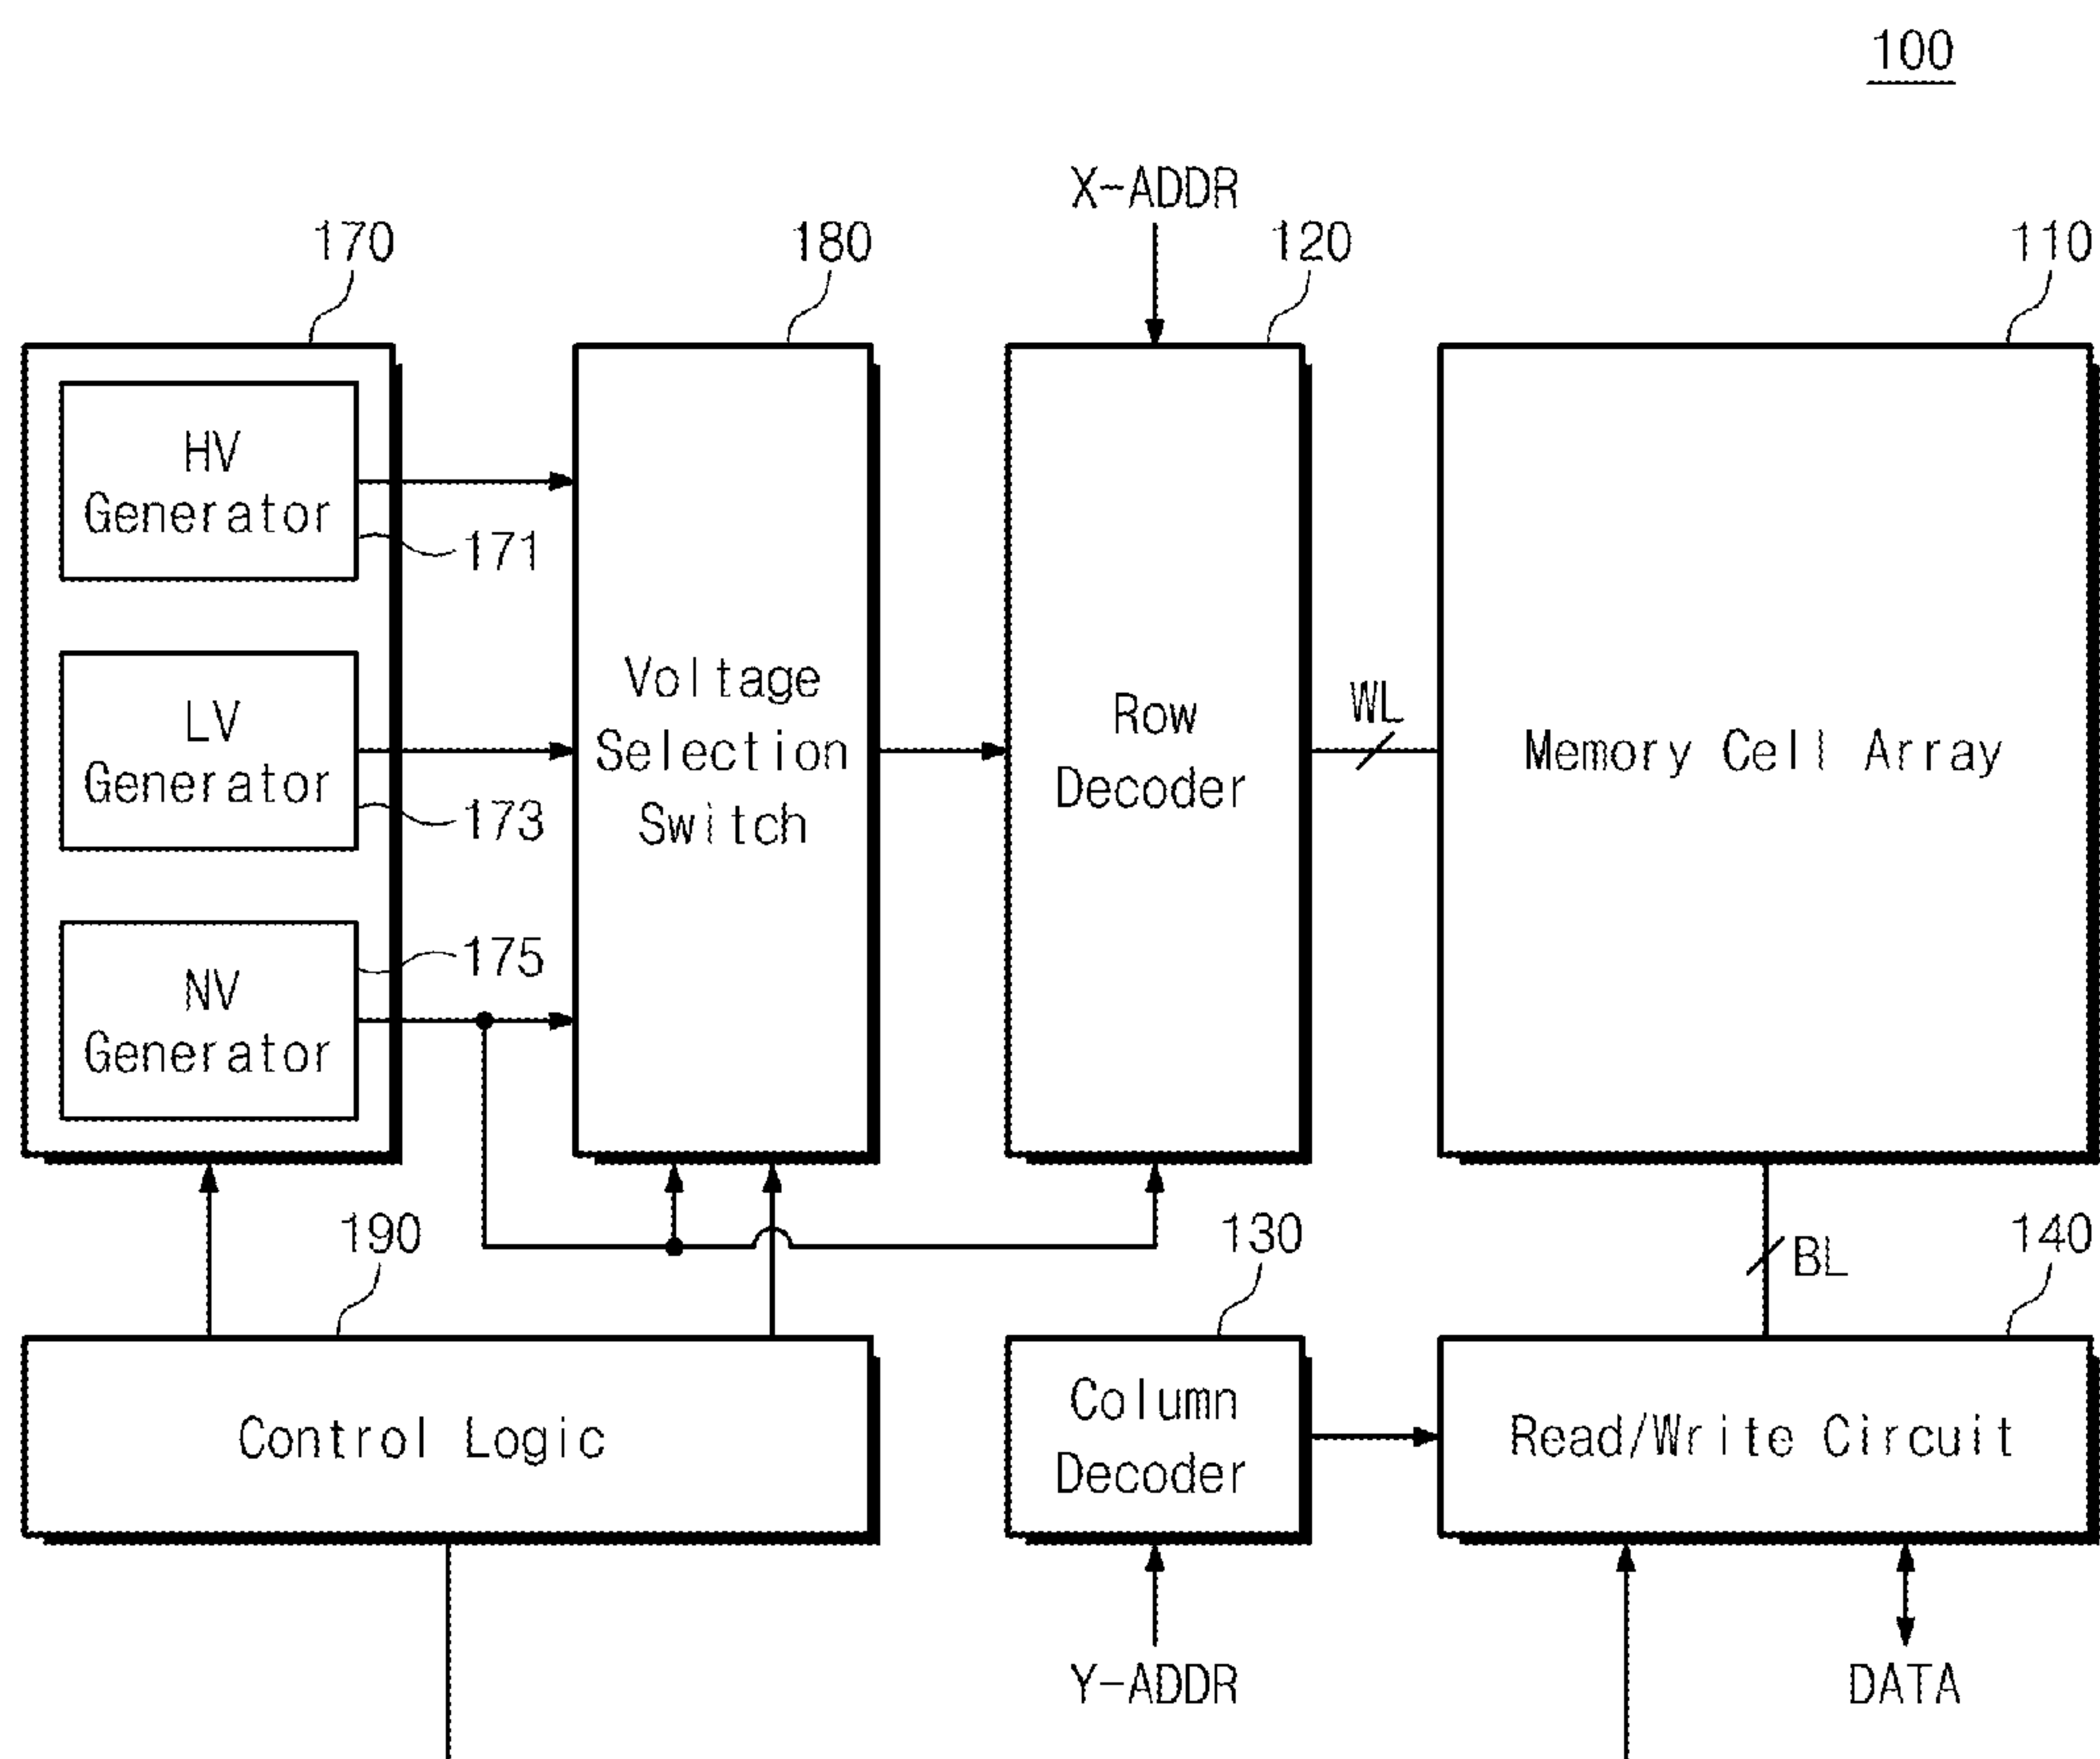 100
X-ADDR
170
180
120
110
HV
Generator
171
LV
Generator
173
NV
Generator
175
Voltage
Selection
Switch
Row
Decoder
WL
Memory Cell Array
190
130
BL
140
Control Logic
Column
Decoder
Read/Write Circuit
Y-ADDR
DATA